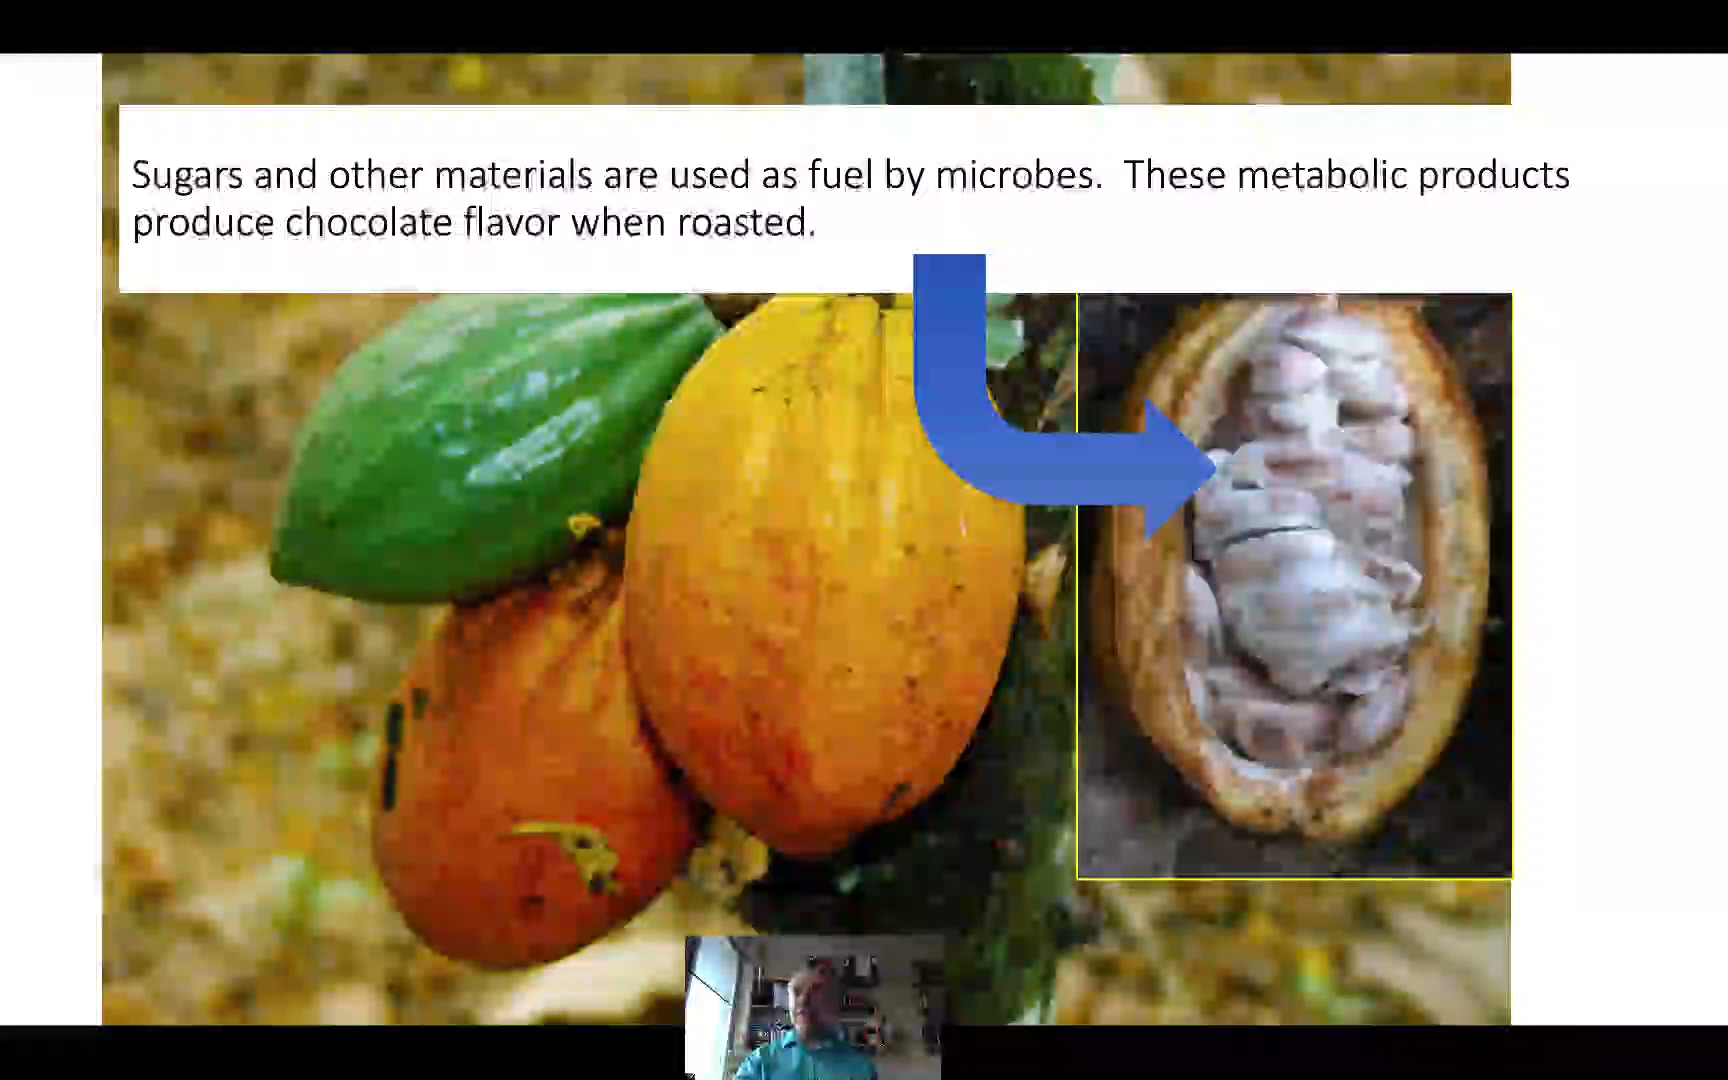 Sugars and other materials are used as fuel by microbes.  These metabolic products
produce chocolate flavor when roasted.